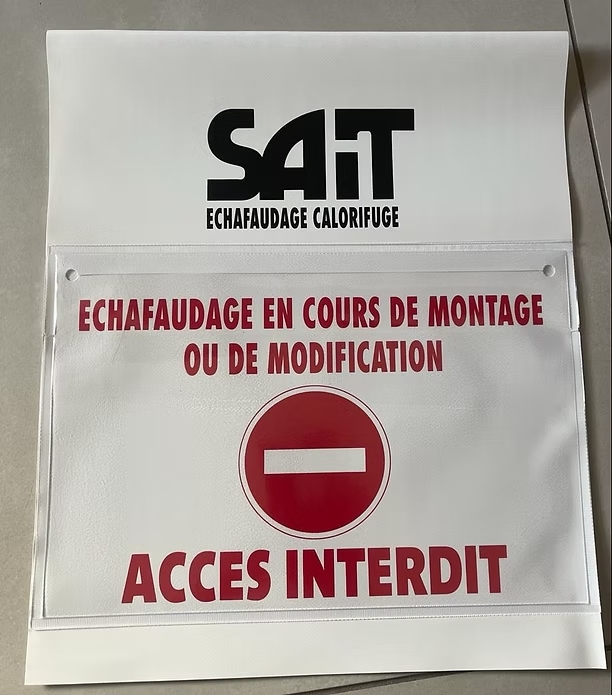 SAiT
ECHAFAUDAGE CALORIFUGE
ECHAFAUDAGE EN COURS DE MONTAGE
OU DE MODIFICATION
ACCES INTERDIT